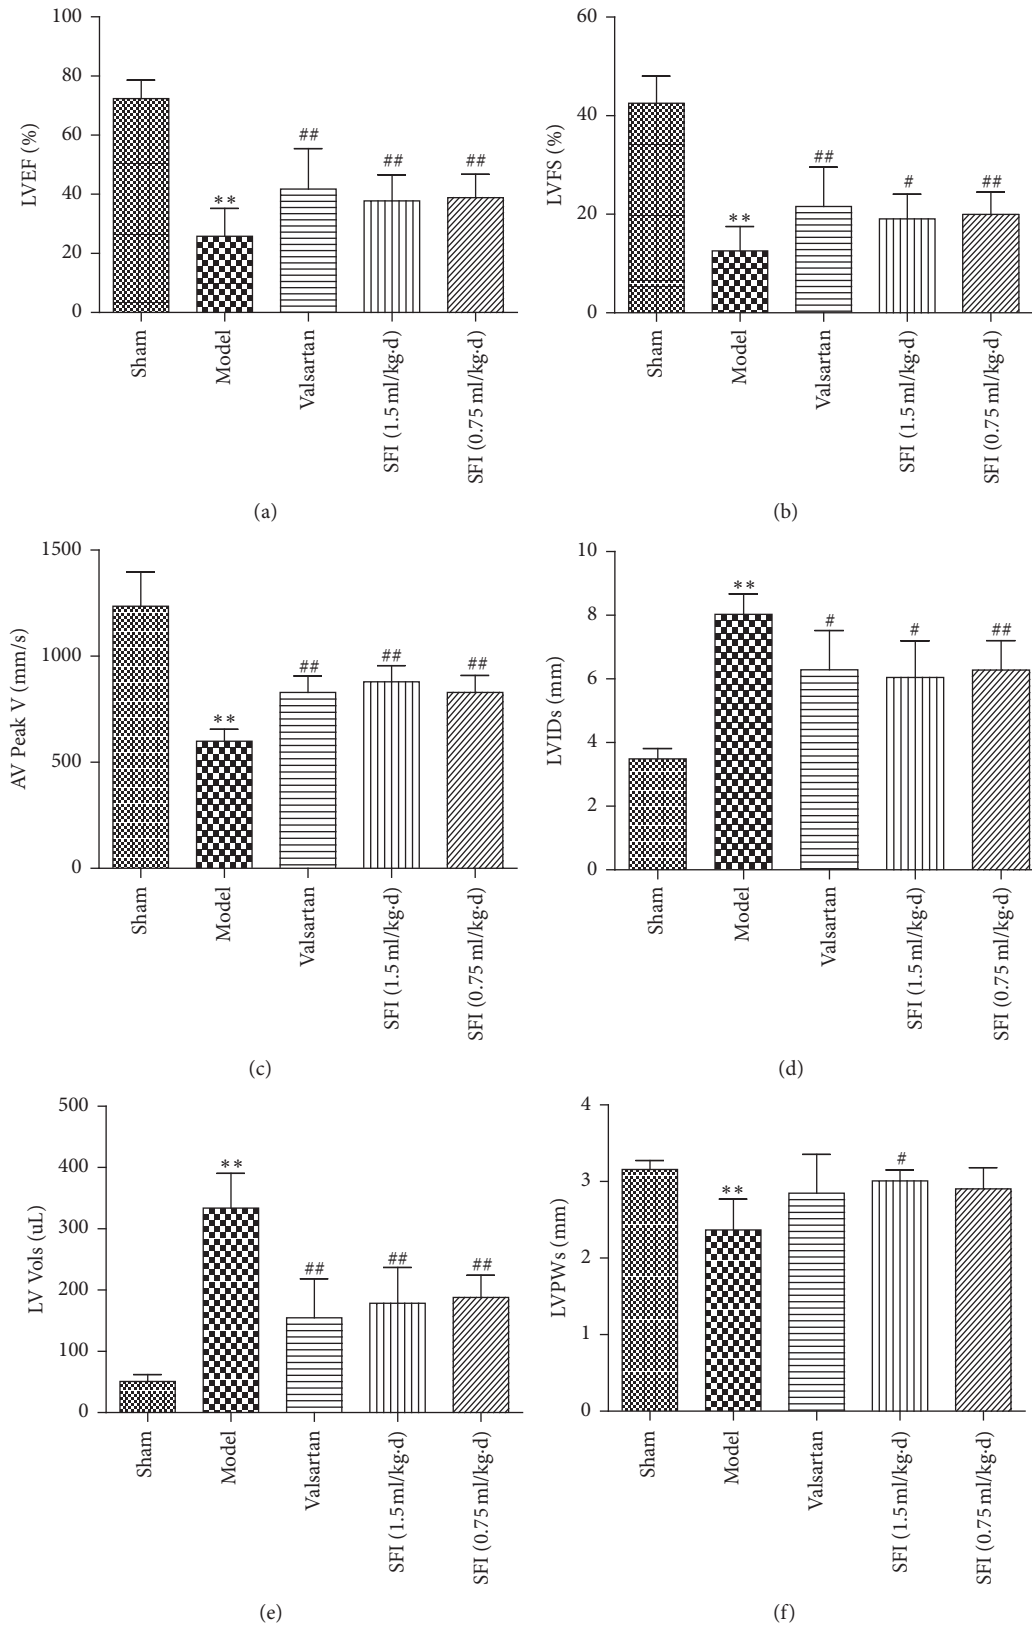 100
80
60
40
20
0
LVEF (%)
**
##
##
##
Sham
Model
Valsartan
SFI (1.5 ml/kg·d)
SFI (0.75 ml/kg·d)
(a)
60
40
20
0
LVFS (%)
**
##
#
##
Sham
Model
Valsartan
SFI (1.5 ml/kg·d)
SFI (0.75 ml/kg·d)
(b)
1500
1000
500
0
AV Peak V (mm/s)
**
##
##
##
Sham
Model
Valsartan
SFI (1.5 ml/kg·d)
SFI (0.75 ml/kg·d)
(c)
10
8
6
4
2
0
LVIDs (mm)
**
#
#
##
Sham
Model
Valsartan
SFI (1.5 ml/kg·d)
SFI (0.75 ml/kg·d)
(d)
500
400
300
200
100
0
LV Vols (uL)
**
##
##
##
Sham
Model
Valsartan
SFI (1.5 ml/kg·d)
SFI (0.75 ml/kg·d)
(e)
4
3
2
1
0
LVPWs (mm)
**
#
Sham
Model
Valsartan
SFI (1.5 ml/kg·d)
SFI (0.75 ml/kg·d)
(f)